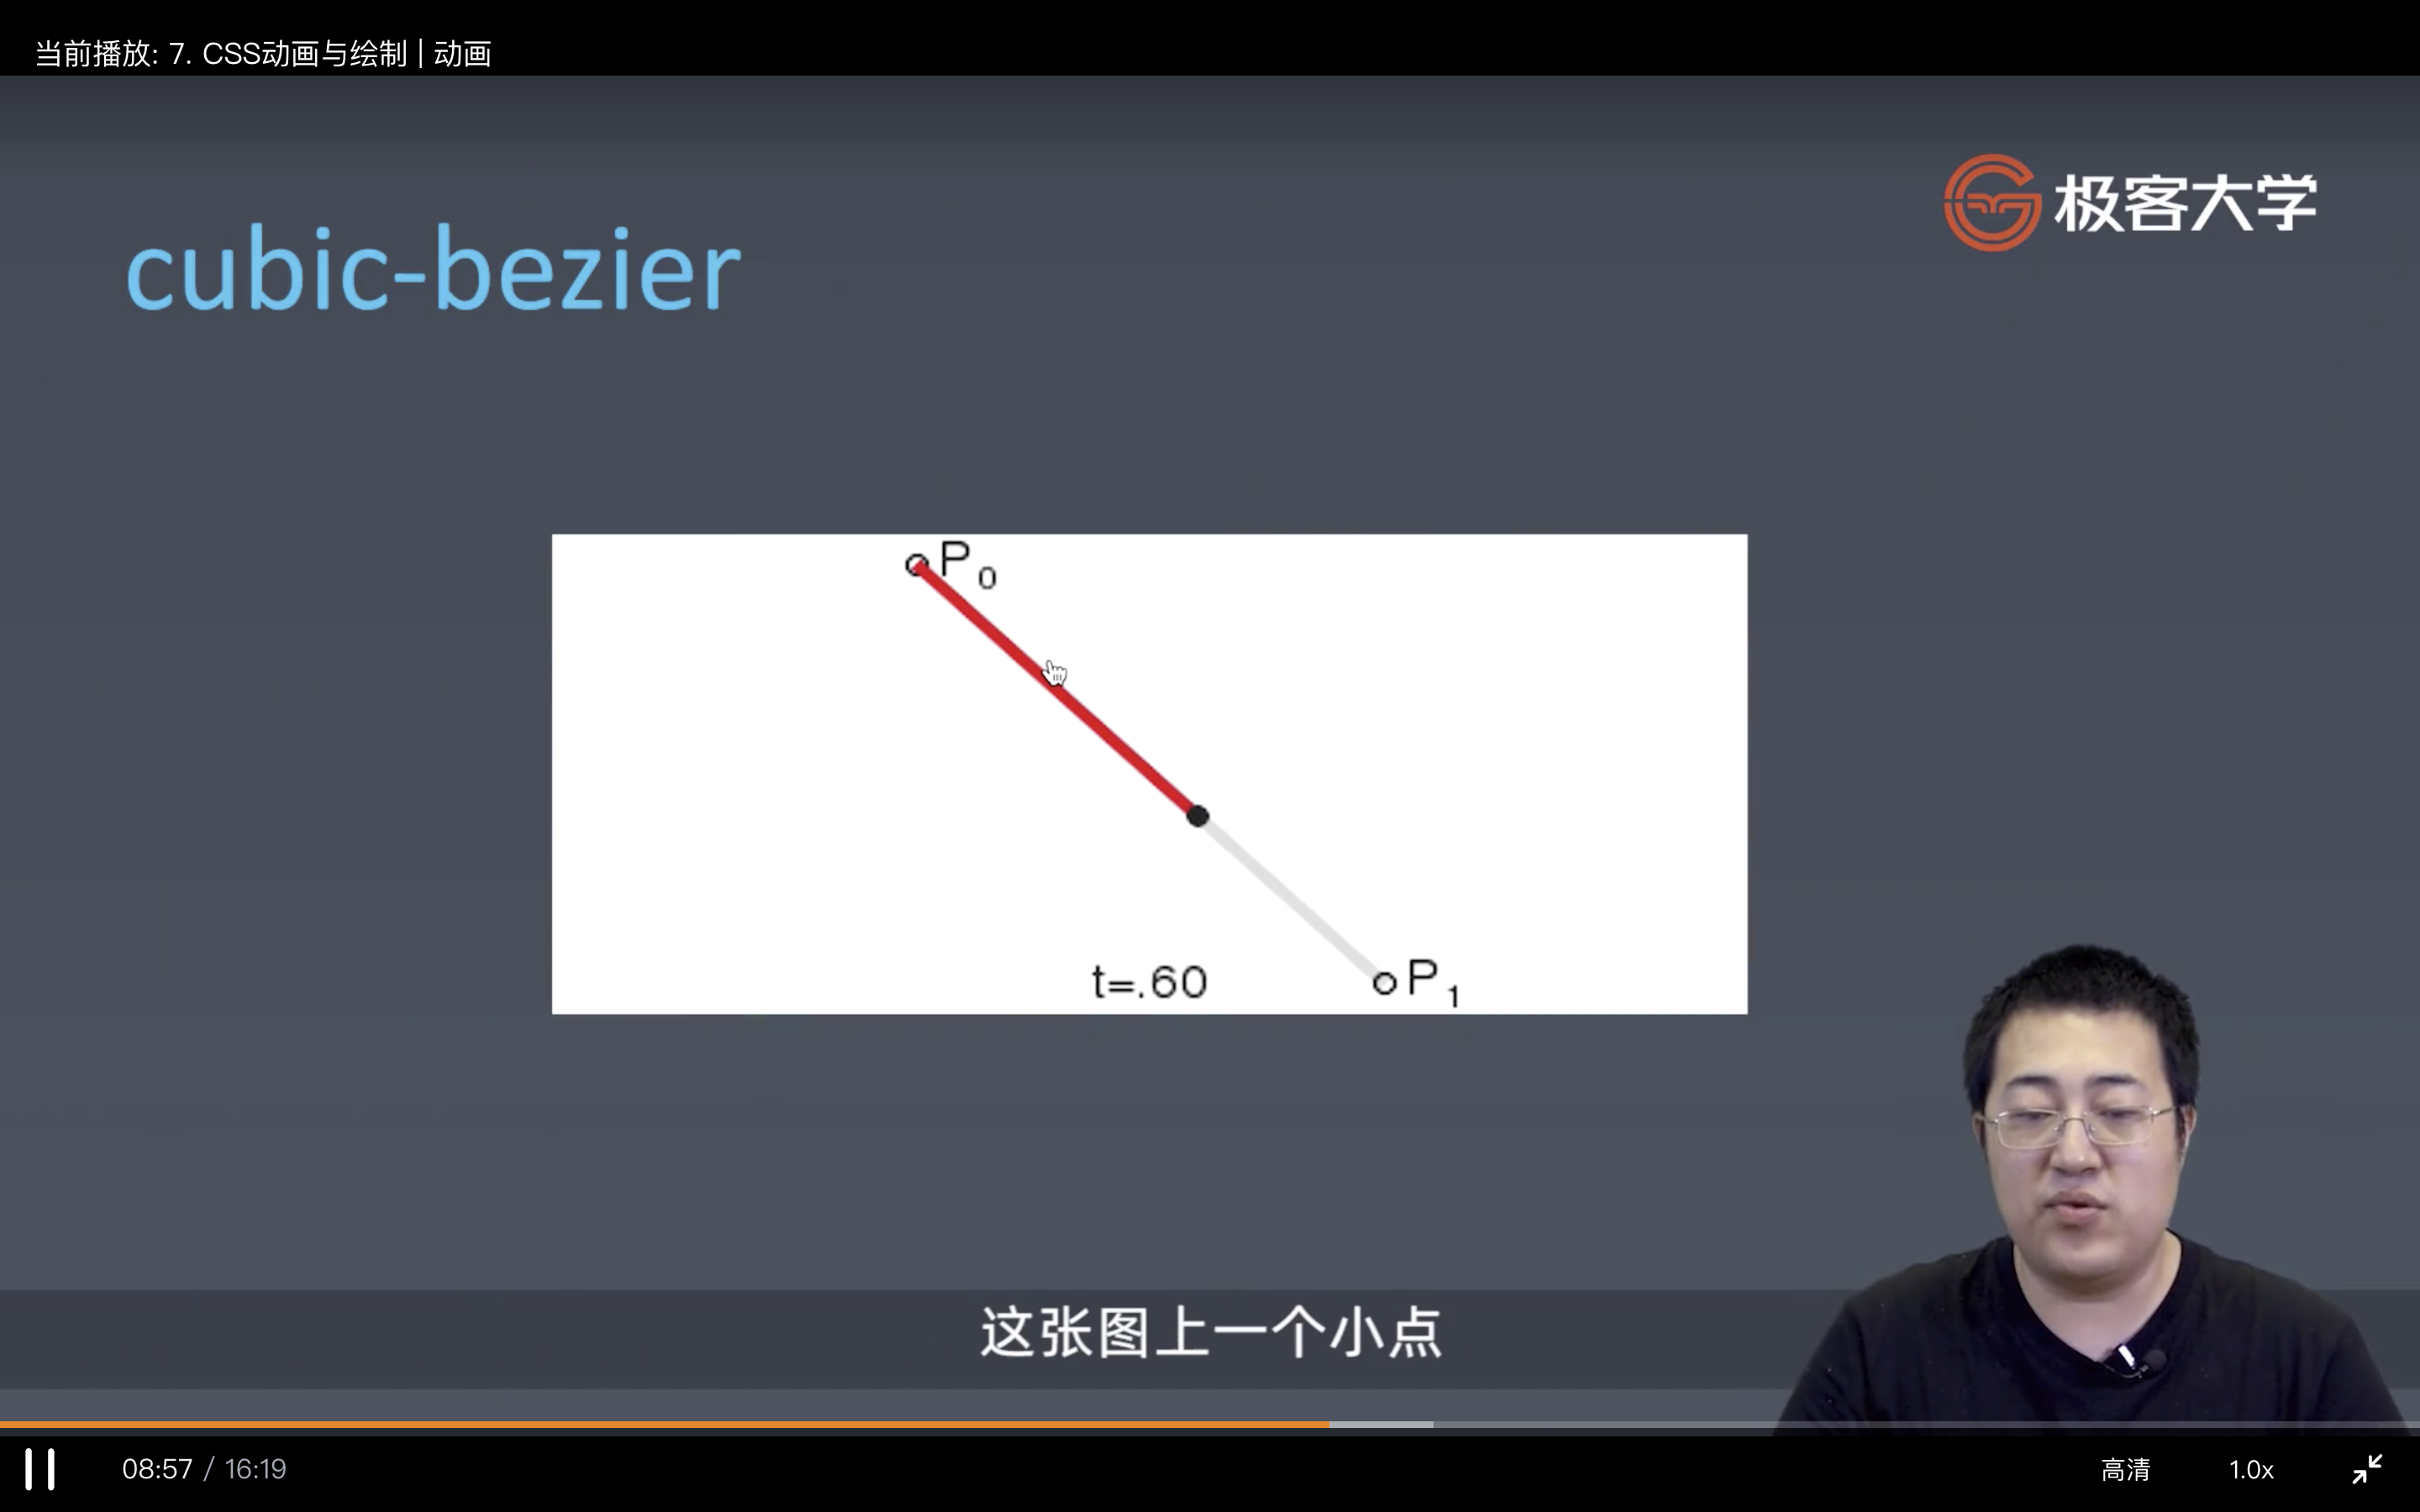 当前播放: 7. CSS动画与绘制 | 动画
极客大学
cubic-bezier
P0
t=.60
P1
这张图上一个小点
08:57 / 16:19
高清
1.0x